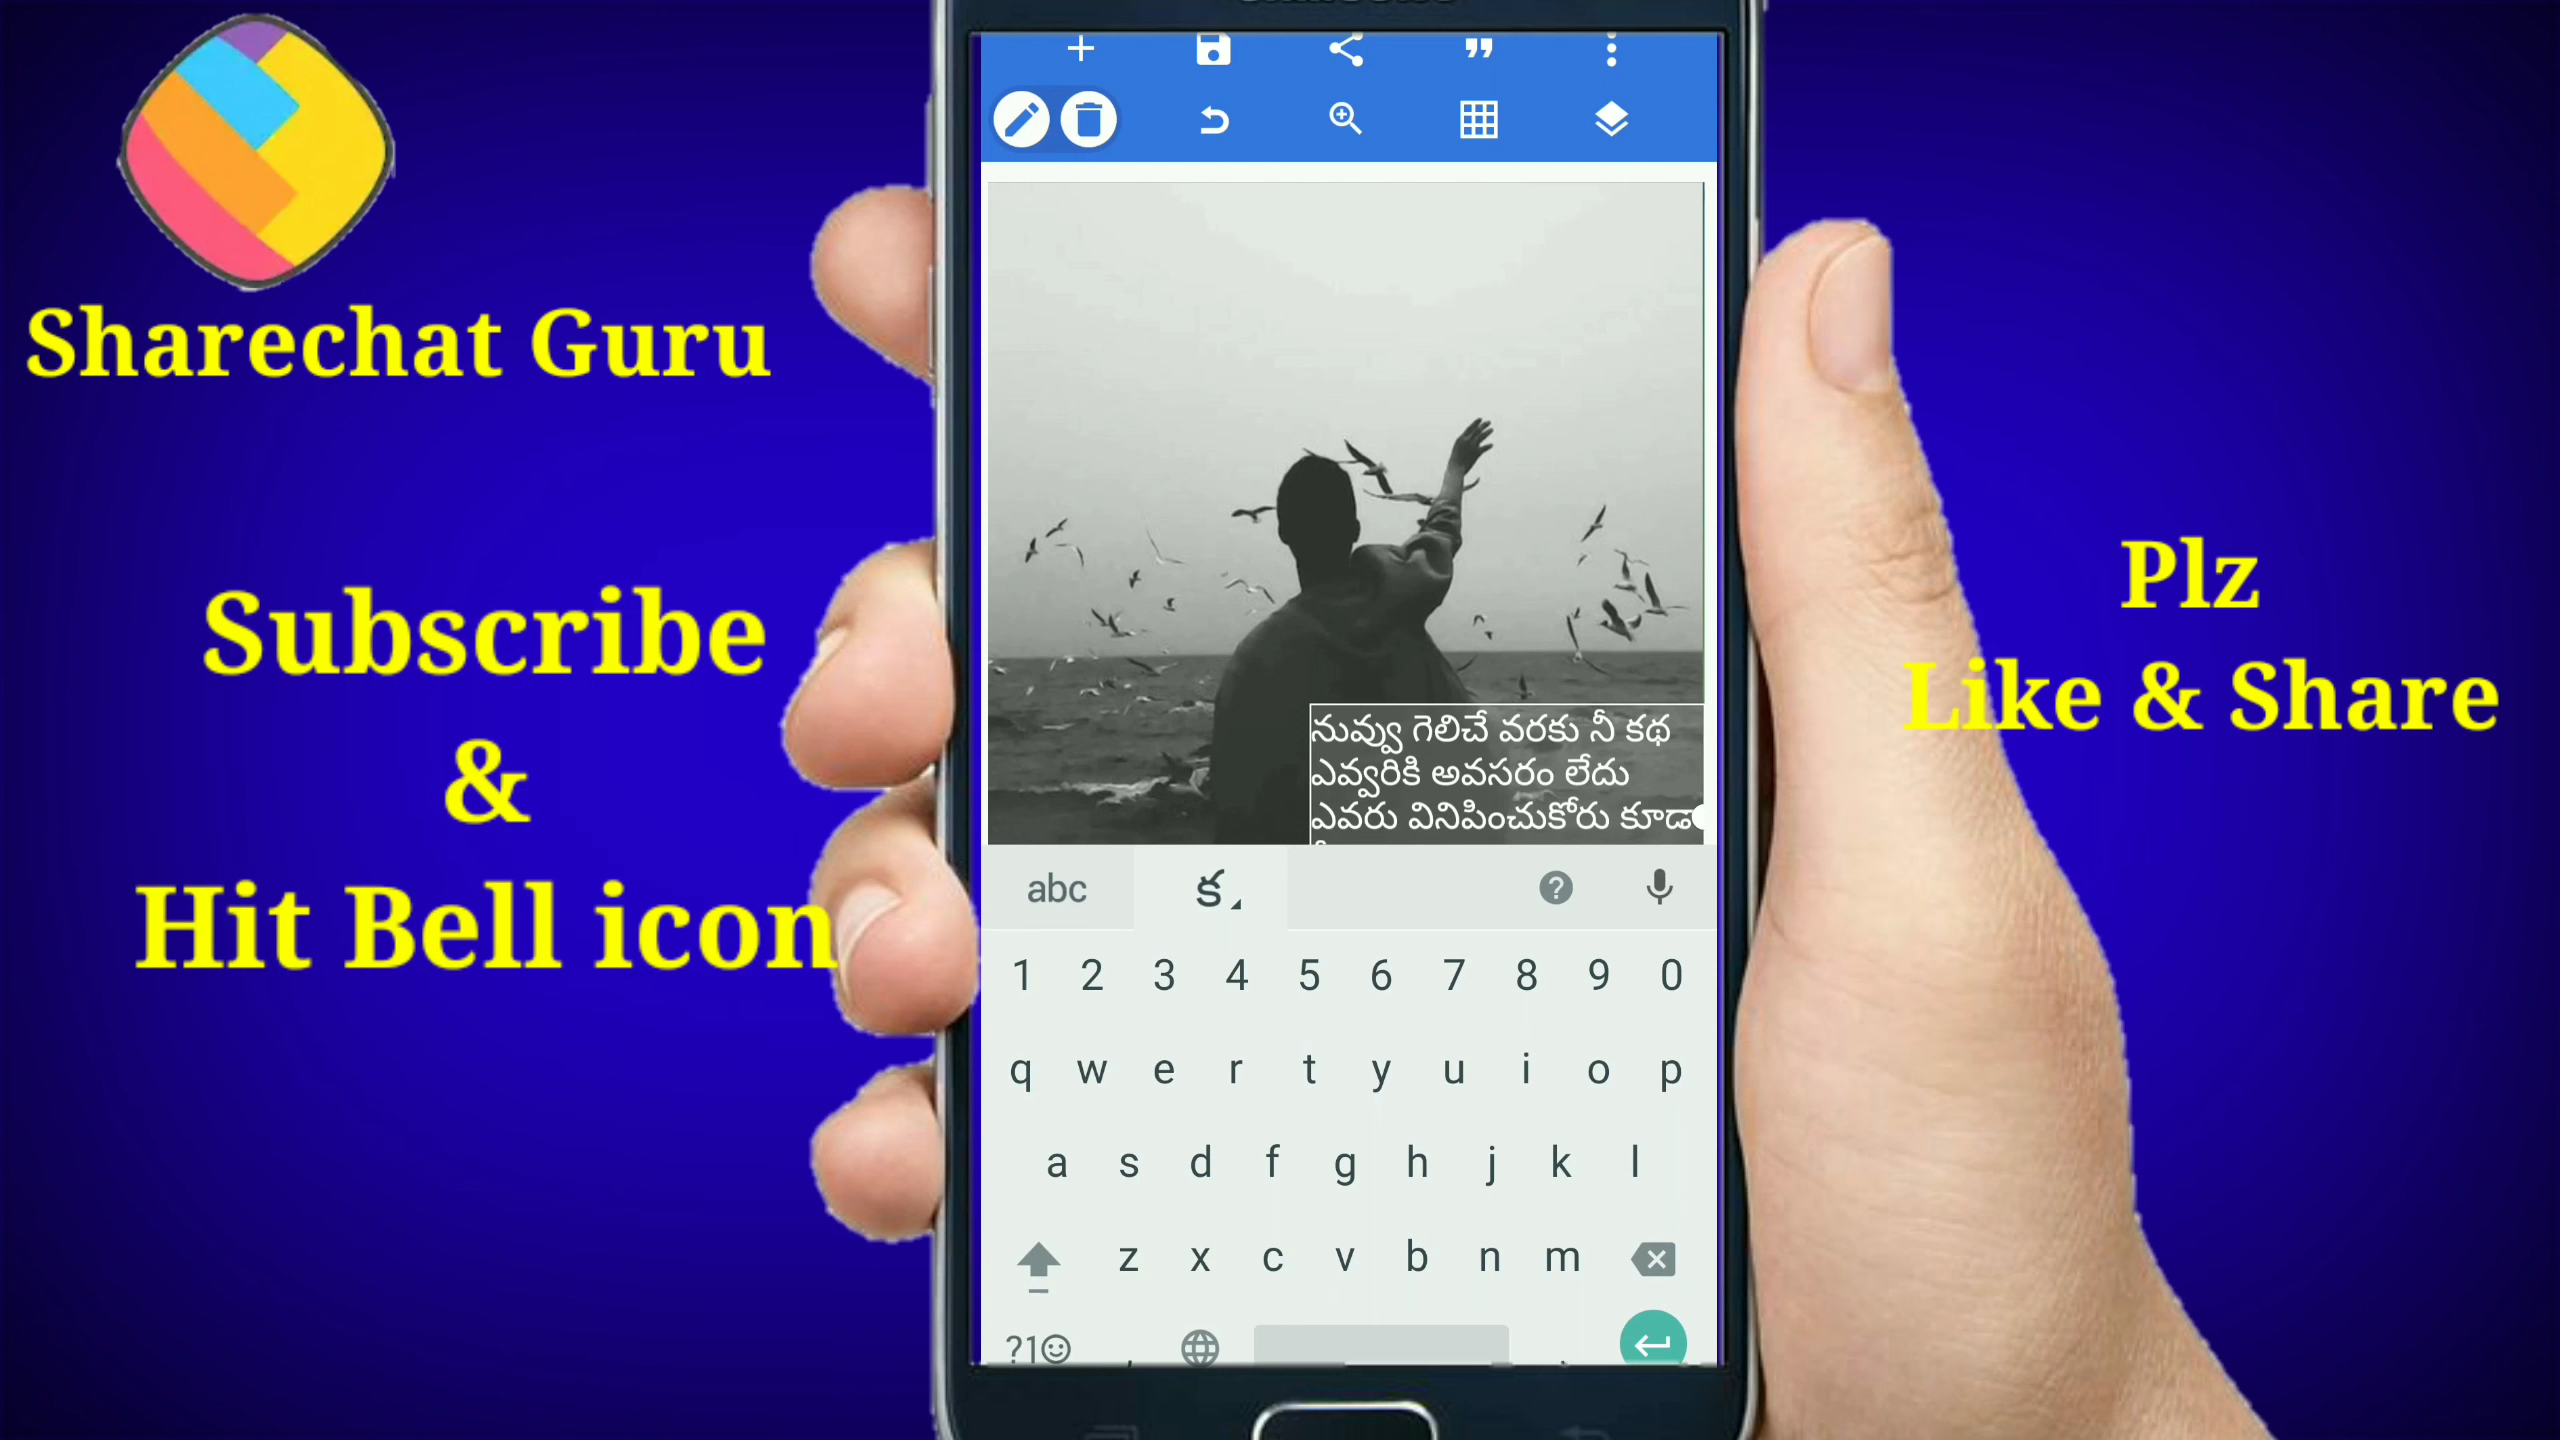 Sharechat Guru
Subscribe
&
Hit Bell icon
Plz
Like & Share
నువ్వు గెలిచే వరకు నీ కథ
ఎవ్వరికి అవసరం లేదు
ఎవరు వినిపించుకోరు కూడా
abc క
1 2 3 4 5 6 7 8 9 0
q w e r t y u i o p
a s d f g h j k l
z x c v b n m
?1☺ ,